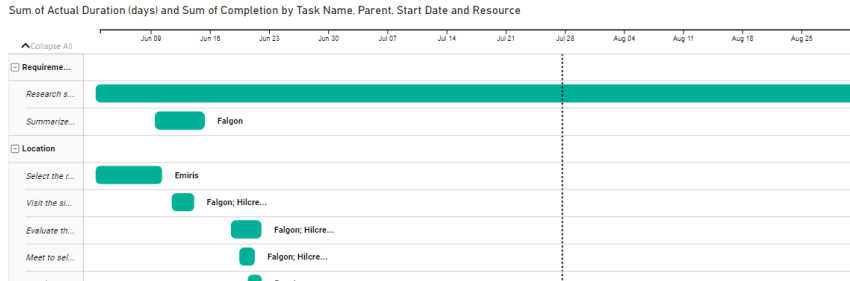 Sum of Actual Duration (days) and Sum of Completion by Task Name, Parent, Start Date and Resource
Jun 09 Jun 16 Jun 23 Jun 30 Jul 07 Jul 14 Jul 21 Jul 28 Aug 04 Aug 11 Aug 18 Aug 25
Collapse All
Requireme...
Research s...
Summarize... Falgon
Location
Select the r... Emiris
Visit the si... Falgon; Hilcre...
Evaluate th... Falgon; Hilcre...
Meet to sel... Falgon; Hilcre...